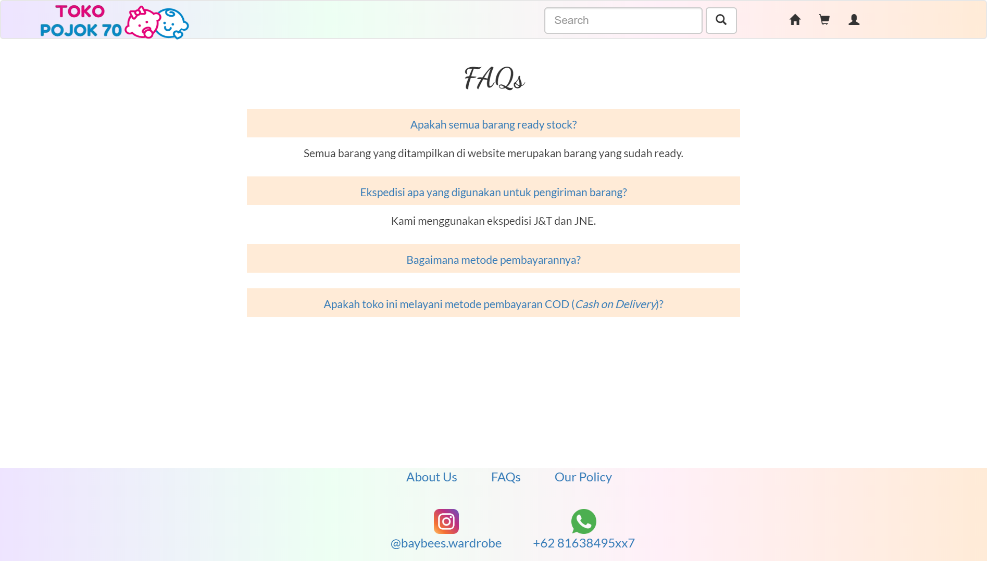 TOKO
POJOK 70
Search
FAQs
Apakah semua barang ready stock?
Semua barang yang ditampilkan di website merupakan barang yang sudah ready.
Ekspedisi apa yang digunakan untuk pengiriman barang?
Kami menggunakan ekspedisi J&T dan JNE.
Bagaimana metode pembayarannya?
Apakah toko ini melayani metode pembayaran COD (Cash on Delivery)?
About Us FAQs Our Policy
@baybees.wardrobe +62 81638495xx7